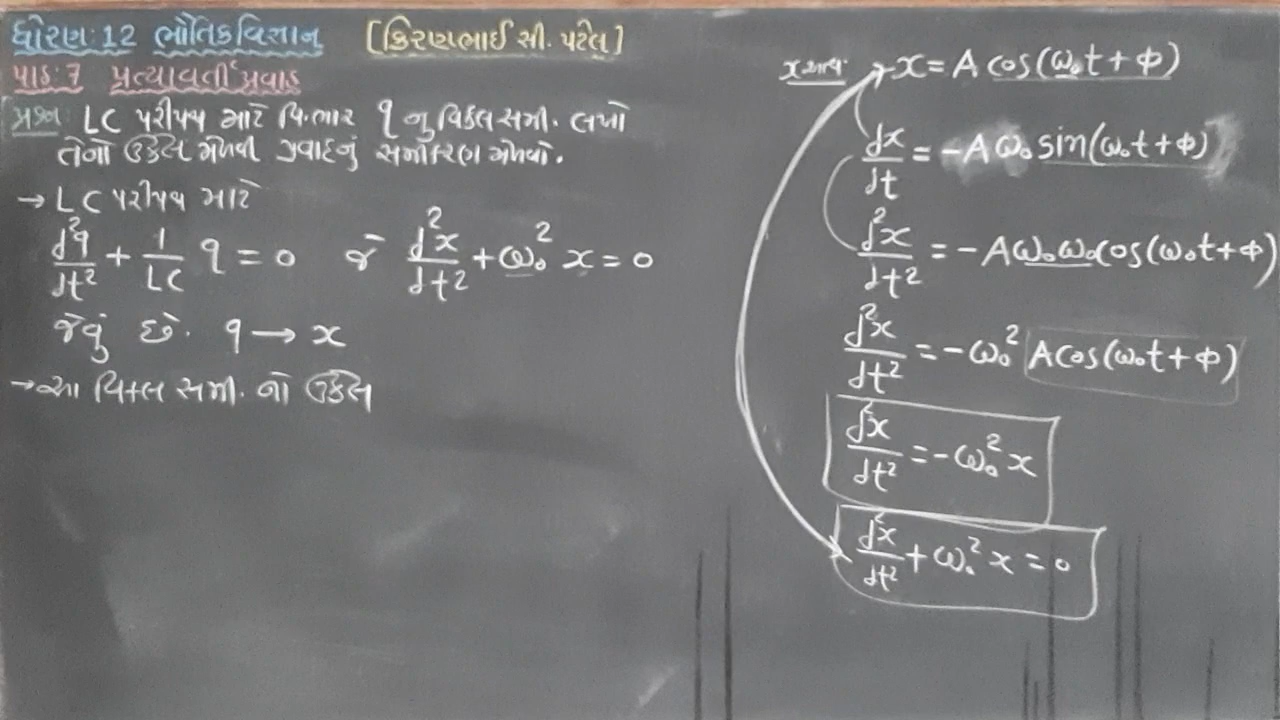 ધોરણ: 12 ભૌતિકવિજ્ઞાન [કિરણભાઈ સી. પટેલ]
પાઠ: 7 પ્રત્યાવર્તી પ્રવાહ
પ્રશ્ન: LC પરીપથ માટે વિ.ભાર q નુ વિકલ સમી. લખો
તેનો ઉકેલ મેળવી પ્રવાહનું સમીકરણ મેળવો.
→ LC પરીપથ માટે
d²q/dt² + 1/LC q = 0 જે d²x/dt² + ω₀² x = 0
જેવું છે. q → x
→ આ વિકલ સમી. નો ઉકેલ
x = A cos(ω₀t + φ)
dx/dt = -A ω₀ sin(ω₀t + φ)
d²x/dt² = -Aω₀ω₀cos(ω₀t + φ)
d²x/dt² = -ω₀² A cos(ω₀t + φ)
d²x/dt² = -ω₀² x
d²x/dt² + ω₀² x = 0